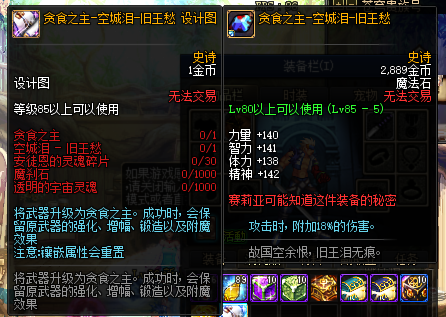 贪食之主-空城泪-旧王愁 设计图
史诗
1金币
设计图
无法交易
等级85以上可以使用
贪食之主 0/1
空城泪 - 旧王愁 0/1
安徒恩的灵魂碎片 0/30
魔刹石 0/1000
透明的宇宙灵魂 0/1000
将武器升级为贪食之主。成功时，会保
留原武器的强化、增幅、锻造以及附魔
效果
注意:镶嵌属性会重置
将武器升级为贪食之主。成功时，会保
留原武器的强化、增幅、锻造以及附魔
效果
贪食之主-空城泪-旧王愁
史诗
2,889金币
魔法石
无法交易
Lv80以上可以使用 (Lv85 - 5)
力量 +140
智力 +141
体力 +138
精神 +142
赛莉亚可能知道这件装备的秘密
攻击时，附加18%的伤害。
故国空余恨，旧王泪无痕。
装备栏(I)
89
10
10
10